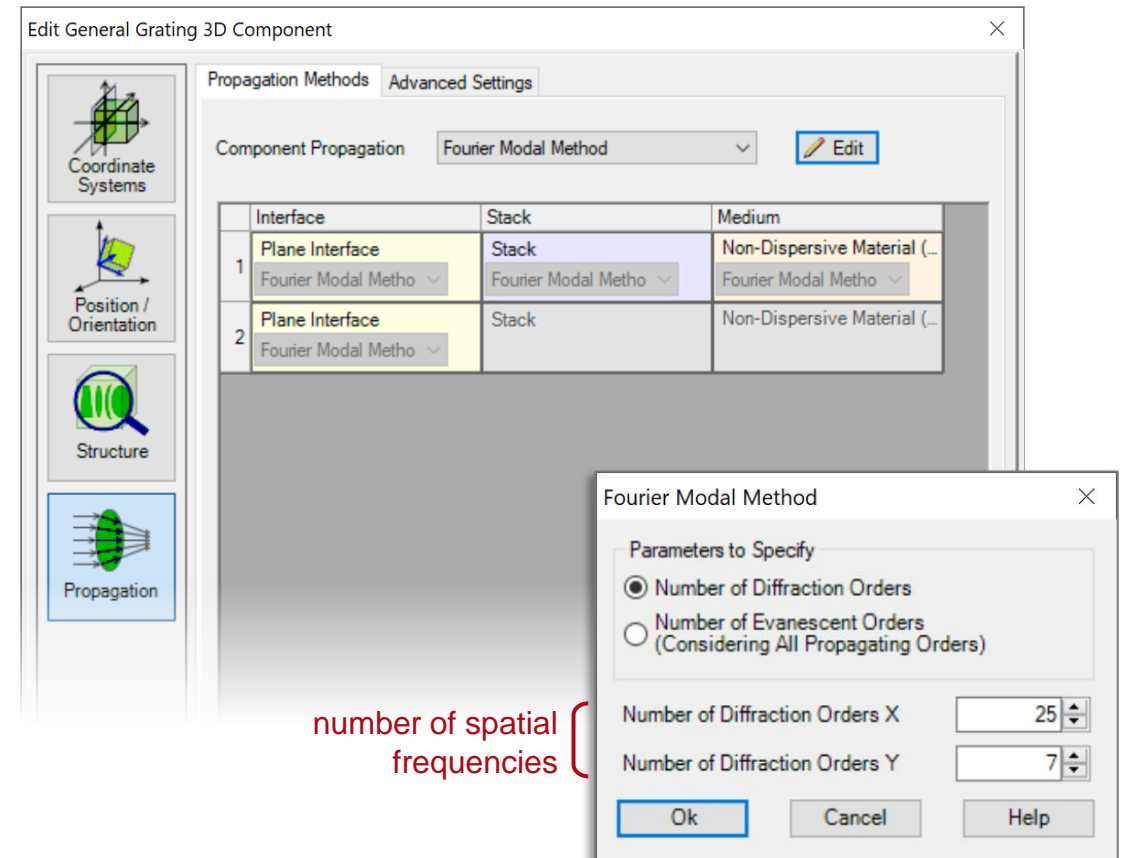 Edit General Grating 3D Component
Propagation Methods
Advanced Settings
Component Propagation
Fourier Modal Method
Edit
Coordinate
Systems
Position /
Orientation
Structure
Propagation
Interface
Stack
Medium
1
Plane Interface
Fourier Modal Metho
Stack
Fourier Modal Metho
Non-Dispersive Material (...
Fourier Modal Metho
2
Plane Interface
Fourier Modal Metho
Stack
Non-Dispersive Material (...
Fourier Modal Method
Parameters to Specify
Number of Diffraction Orders
Number of Evanescent Orders
(Considering All Propagating Orders)
number of spatial
frequencies
Number of Diffraction Orders X
25
Number of Diffraction Orders Y
7
Ok
Cancel
Help